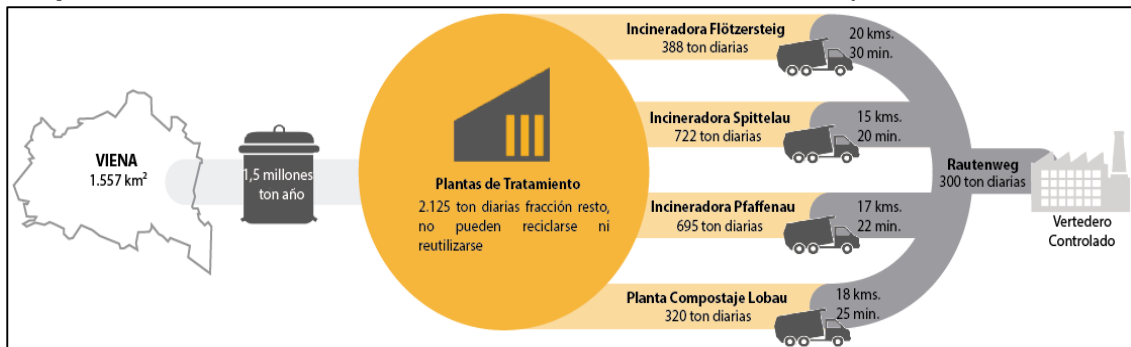 VIENA
1.557 km²
1,5 millones
ton año
Plantas de Tratamiento
2.125 ton diarias fracción resto,
no pueden reciclarse ni
reutilizarse
Incineradora Flötzersteig
388 ton diarias
20 kms.
30 min.
Incineradora Spittelau
722 ton diarias
15 kms.
20 min.
Incineradora Pfaffenau
695 ton diarias
17 kms.
22 min.
Planta Compostaje Lobau
320 ton diarias
18 kms.
25 min.
Rautenweg
300 ton diarias
Vertedero
Controlado